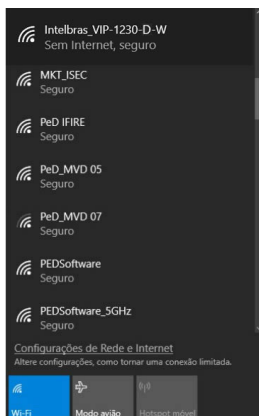 Intelbras_VIP-1230-D-W
Sem Internet, seguro
MKT_ISEC
Seguro
PeD IFIRE
Seguro
PeD_MVD 05
Seguro
PeD_MVD 07
Seguro
PEDSoftware
Seguro
PEDSoftware_5GHz
Seguro
Configurações de Rede e Internet
Altere configurações, como tornar uma conexão limitada.
Wi-Fi
Modo avião
Hotspot móvel